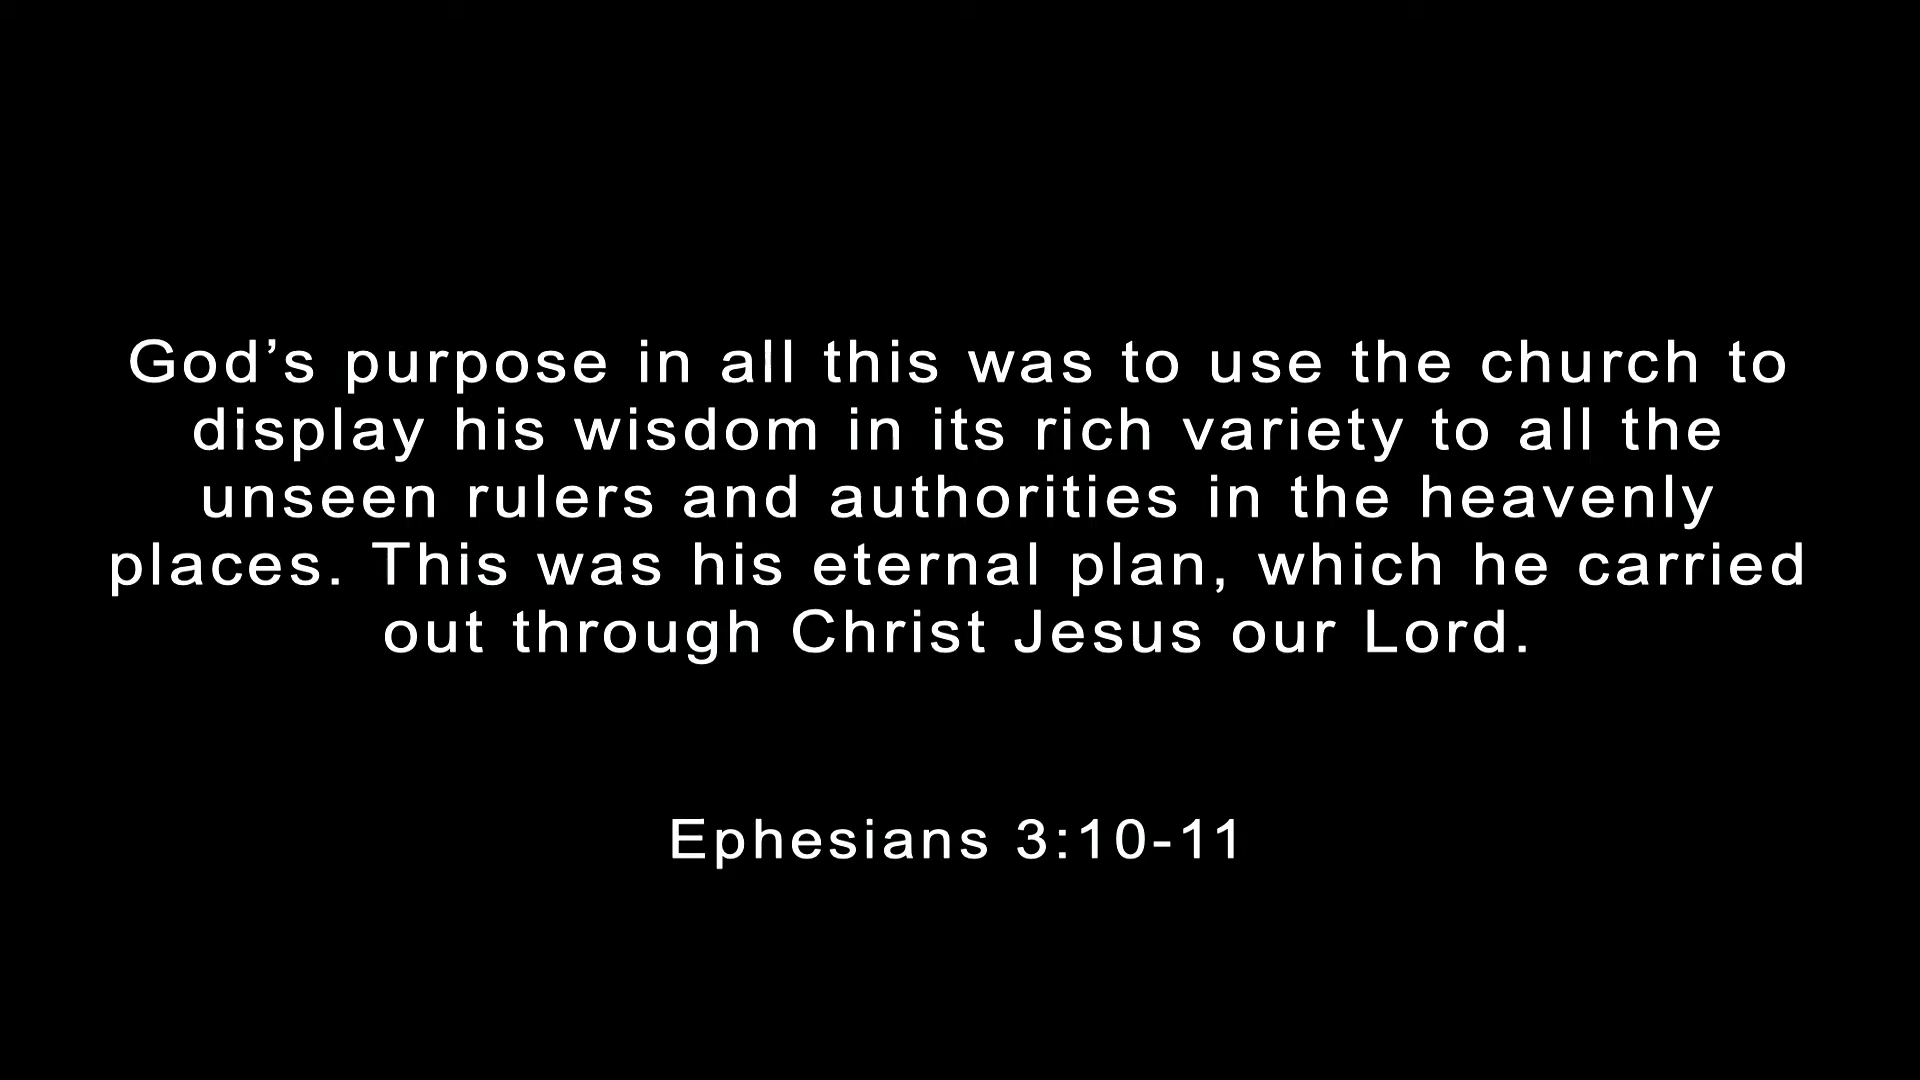 God’s purpose in all this was to use the church to
display his wisdom in its rich variety to all the
unseen rulers and authorities in the heavenly
places. This was his eternal plan, which he carried
out through Christ Jesus our Lord.
Ephesians 3:10-11